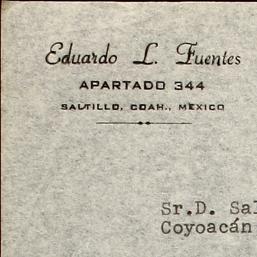 Eduardo L. Fuentes
APARTADO 344
SALTILLO, COAH., MEXICO
Sr.D. Sal
Coyoacán